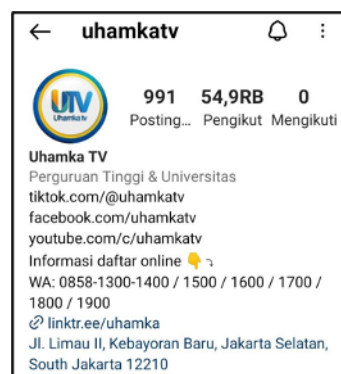 uhamkatv
UTV
Uhamka tv
991 54,9RB 0
Posting... Pengikut Mengikuti
Uhamka TV
Perguruan Tinggi & Universitas
tiktok.com/@uhamkatv
facebook.com/uhamkatv
youtube.com/c/uhamkatv
Informasi daftar online 👇⤵
WA: 0858-1300-1400 / 1500 / 1600 / 1700 /
1800 / 1900
linktr.ee/uhamka
Jl. Limau II, Kebayoran Baru, Jakarta Selatan,
South Jakarta 12210